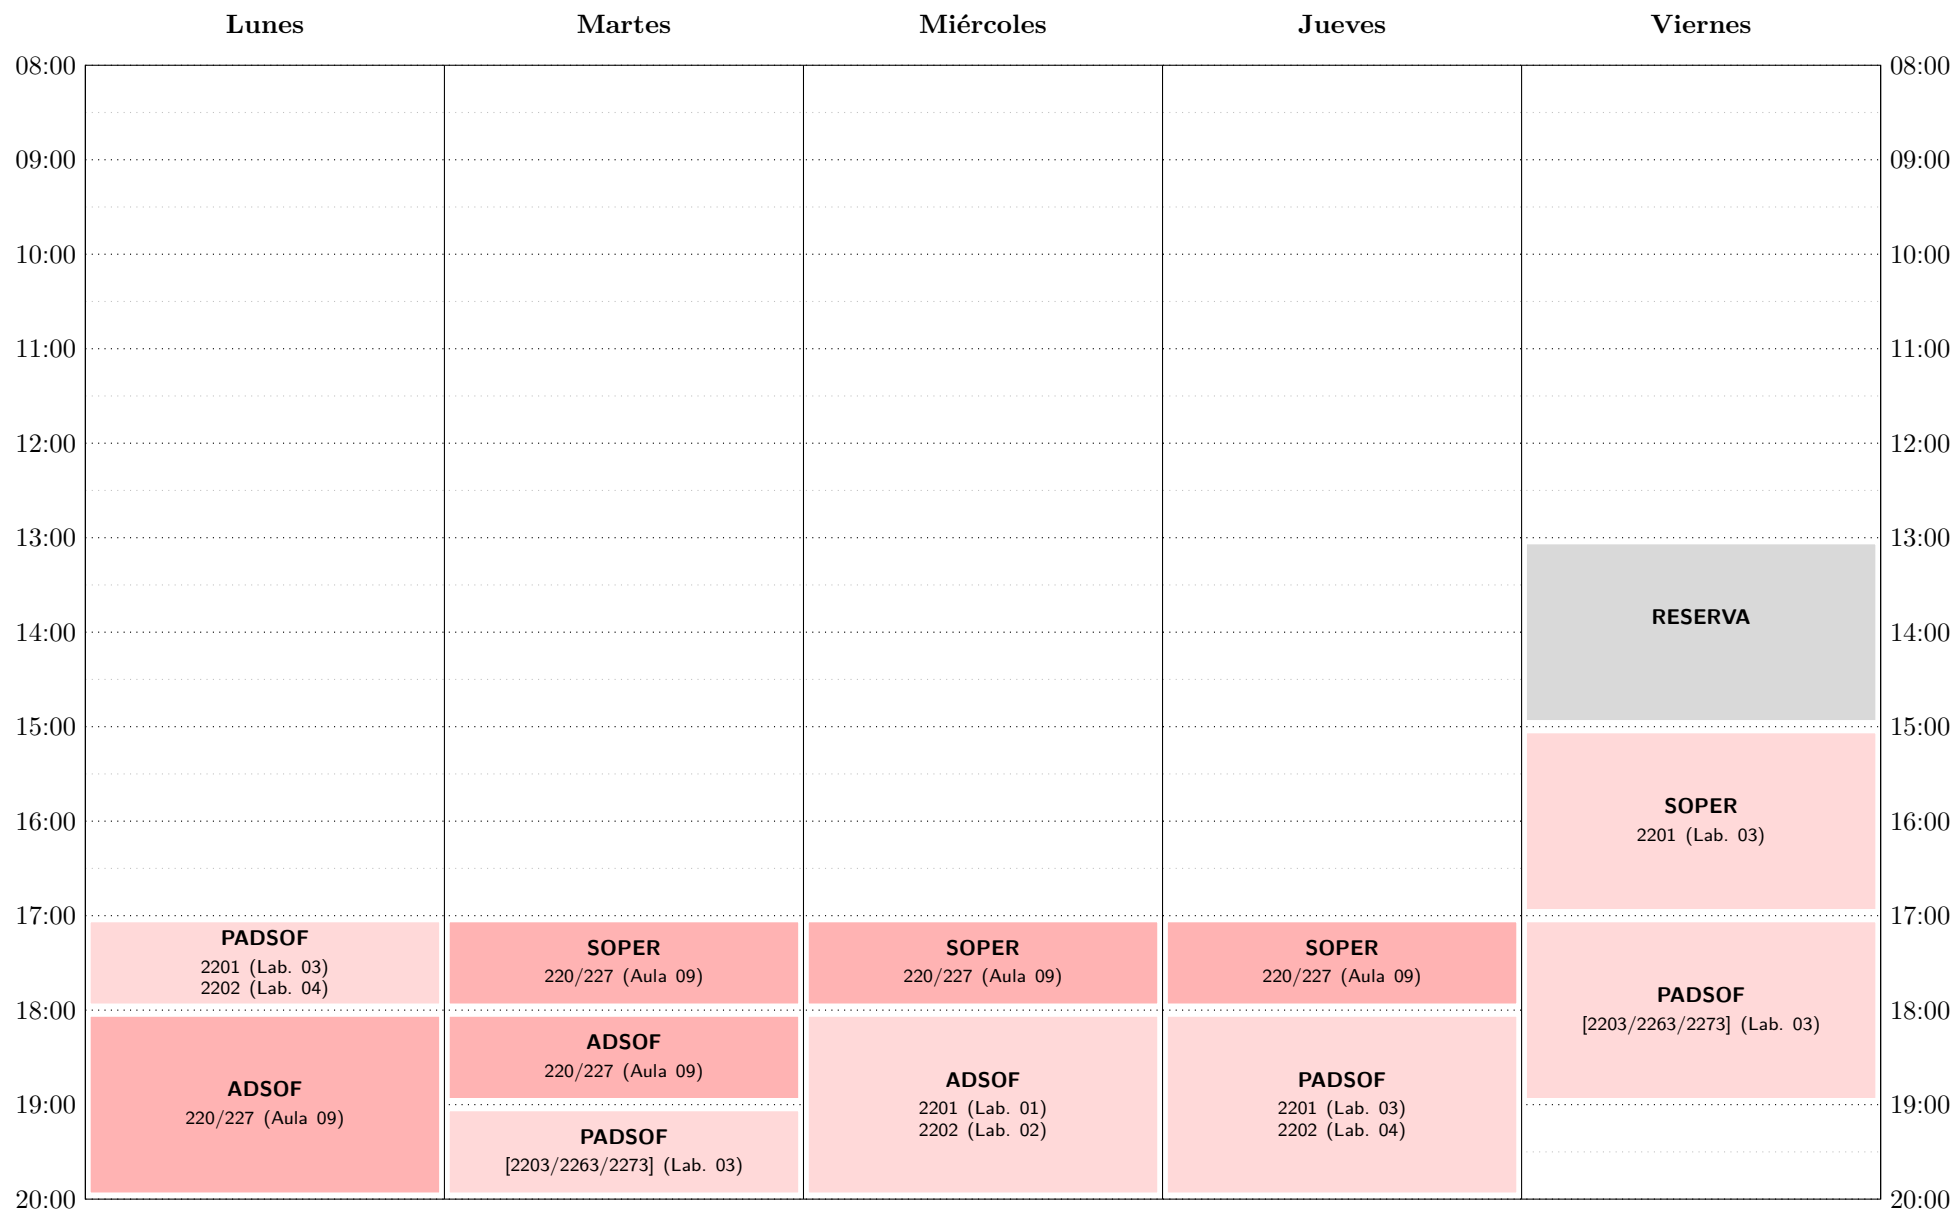 Lunes Martes Miércoles Jueves Viernes
08:00 08:00
09:00 09:00
10:00 10:00
11:00 11:00
12:00 12:00
13:00 13:00
RESERVA
14:00 14:00
15:00 15:00
SOPER
2201 (Lab. 03)
16:00 16:00
17:00 17:00
PADSOF
2201 (Lab. 03)
2202 (Lab. 04)
SOPER
220/227 (Aula 09)
SOPER
220/227 (Aula 09)
SOPER
220/227 (Aula 09)
PADSOF
[2203/2263/2273] (Lab. 03)
18:00 18:00
ADSOF
220/227 (Aula 09)
ADSOF
220/227 (Aula 09)
ADSOF
2201 (Lab. 01)
2202 (Lab. 02)
PADSOF
2201 (Lab. 03)
2202 (Lab. 04)
19:00 19:00
PADSOF
[2203/2263/2273] (Lab. 03)
20:00 20:00